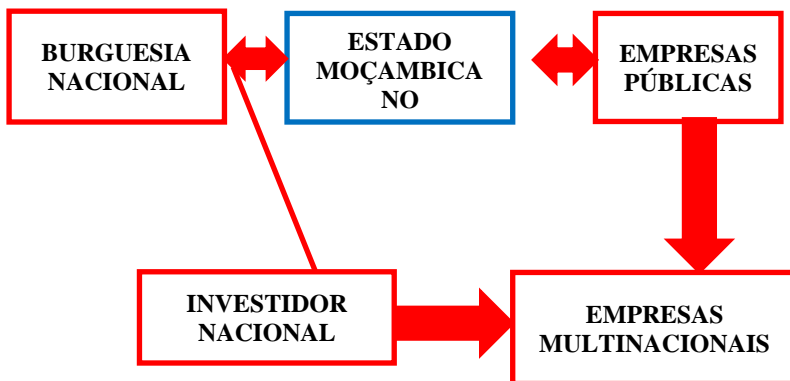 BURGUESIA
NACIONAL
ESTADO
MOÇAMBICA
NO
EMPRESAS
PÚBLICAS
INVESTIDOR
NACIONAL
EMPRESAS
MULTINACIONAIS